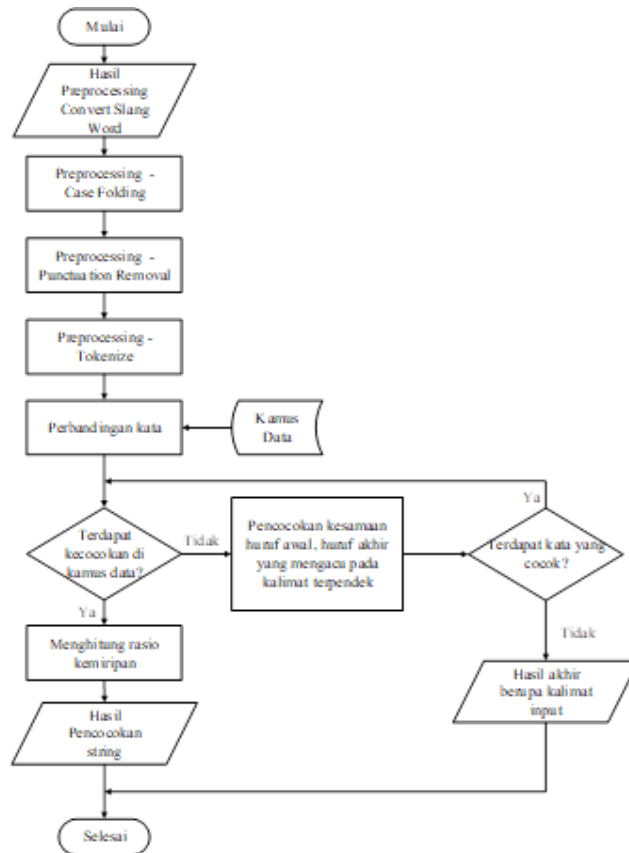 Mulai
Hasil
Preprocessing
Convert Slang
Word
Preprocessing -
Case Folding
Preprocessing -
Punctuation Removal
Preprocessing -
Tokenize
Perbandingan kata
Kamus
Data
Terdapat
kecocokan di
kamus data?
Tidak
Pencocokan kesamaan
huruf awal, huruf akhir
yang mengacu pada
kalimat terpendek
Ya
Terdapat kata yang
cocok?
Ya
Tidak
Menghitung rasio
kemiripan
Hasil akhir
berupa kalimat
input
Hasil
Pencocokan
string
Selesai